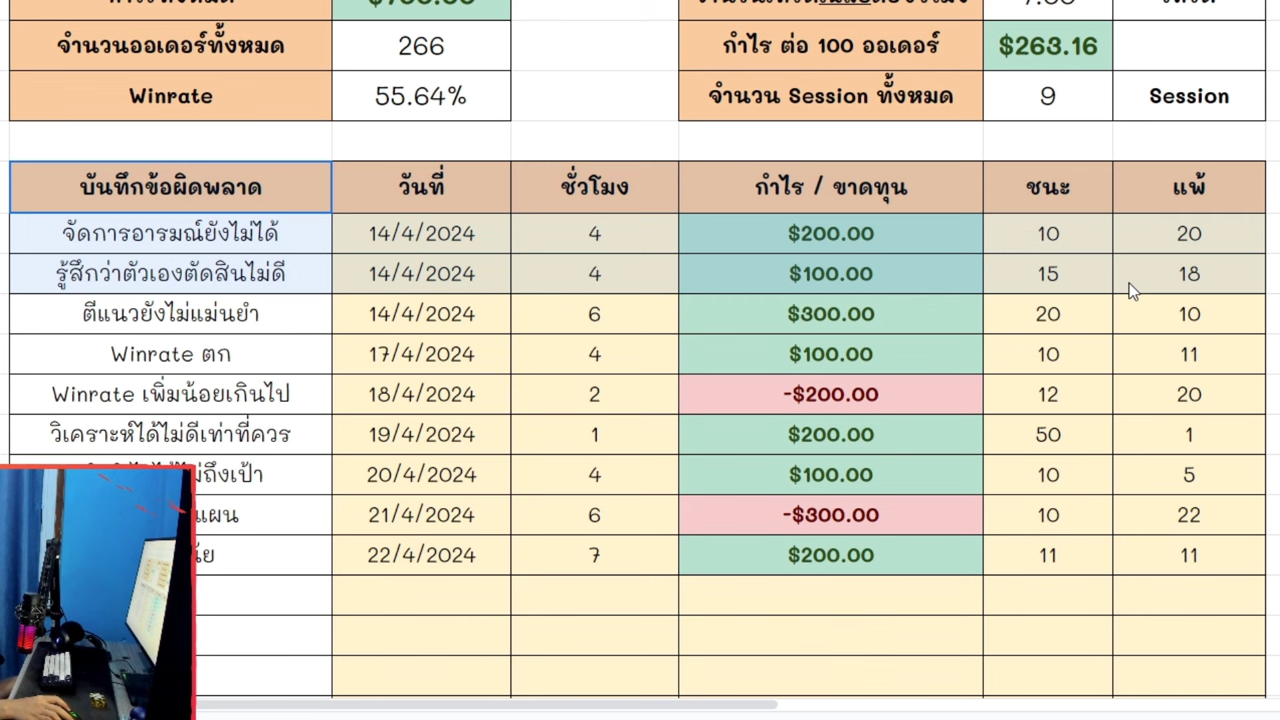 จำนวนออเดอร์ทั้งหมด 266 กำไร ต่อ 100 ออเดอร์ $263.16
Winrate 55.64% จำนวน Session ทั้งหมด 9 Session
บันทึกข้อผิดพลาด วันที่ ชั่วโมง กำไร / ขาดทุน ชนะ แพ้
จัดการอารมณ์ยังไม่ได้ 14/4/2024 4 $200.00 10 20
รู้สึกว่าตัวเองตัดสินไม่ดี 14/4/2024 4 $100.00 15 18
ตีแนวยังไม่แม่นยำ 14/4/2024 6 $300.00 20 10
Winrate ตก 17/4/2024 4 $100.00 10 11
Winrate เพิ่มน้อยเกินไป 18/4/2024 2 -$200.00 12 20
วิเคราะห์ได้ไม่ดีเท่าที่ควร 19/4/2024 1 $200.00 50 1
ไม่ถึงเป้า 20/4/2024 4 $100.00 10 5
แผน 21/4/2024 6 -$300.00 10 22
22/4/2024 7 $200.00 11 11